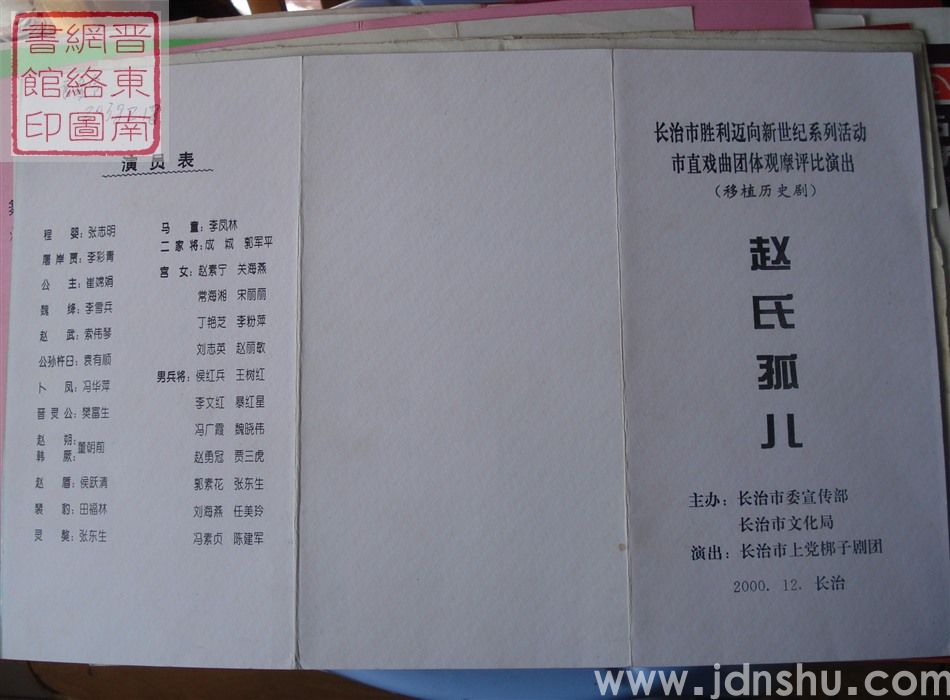 晋东南
網絡圖
書館印
演员表
程婴：张志明
屠岸贾：李彩青
公主：崔嫦娟
魏绛：李雪兵
赵武：索伟琴
公孙杵臼：袁有顺
卜凤：冯华萍
晋灵公：樊富生
赵朔：
韩厥：董朝前
赵盾：侯跃清
裴豹：田福林
灵獒：张东生
马童：李凤林
二家将：成城 郭军平
宫女：赵素宁 关海燕
常海湘 宋丽丽
丁艳芝 李粉萍
刘志英 赵丽敏
男兵将：侯红兵 王树红
李文红 暴红星
冯广霞 魏晓伟
赵勇冠 贾三虎
郭素花 张东生
刘海燕 任美玲
冯素贞 陈建军
长治市胜利迈向新世纪系列活动
市直戏曲团体观摩评比演出
（移植历史剧）
赵氏孤儿
主办：长治市委宣传部
长治市文化局
演出：长治市上党梆子剧团
2000.12.长治
www.jdnshu.com